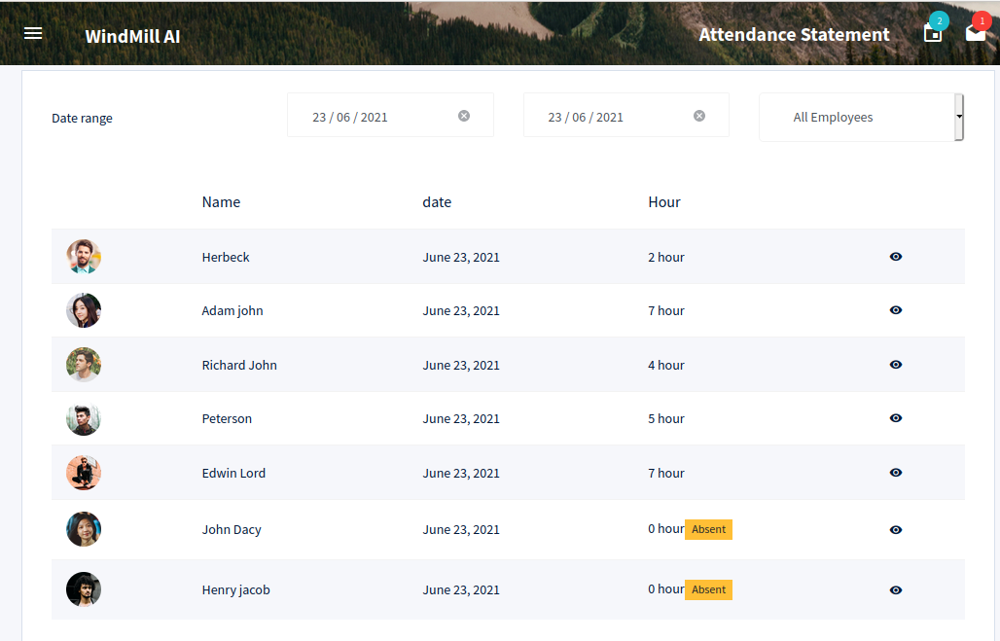 WindMill AI Attendance Statement 2 1
Date range 23 / 06 / 2021 23 / 06 / 2021 All Employees
Name date Hour
Herbeck June 23, 2021 2 hour
Adam john June 23, 2021 7 hour
Richard John June 23, 2021 4 hour
Peterson June 23, 2021 5 hour
Edwin Lord June 23, 2021 7 hour
John Dacy June 23, 2021 0 hour Absent
Henry jacob June 23, 2021 0 hour Absent